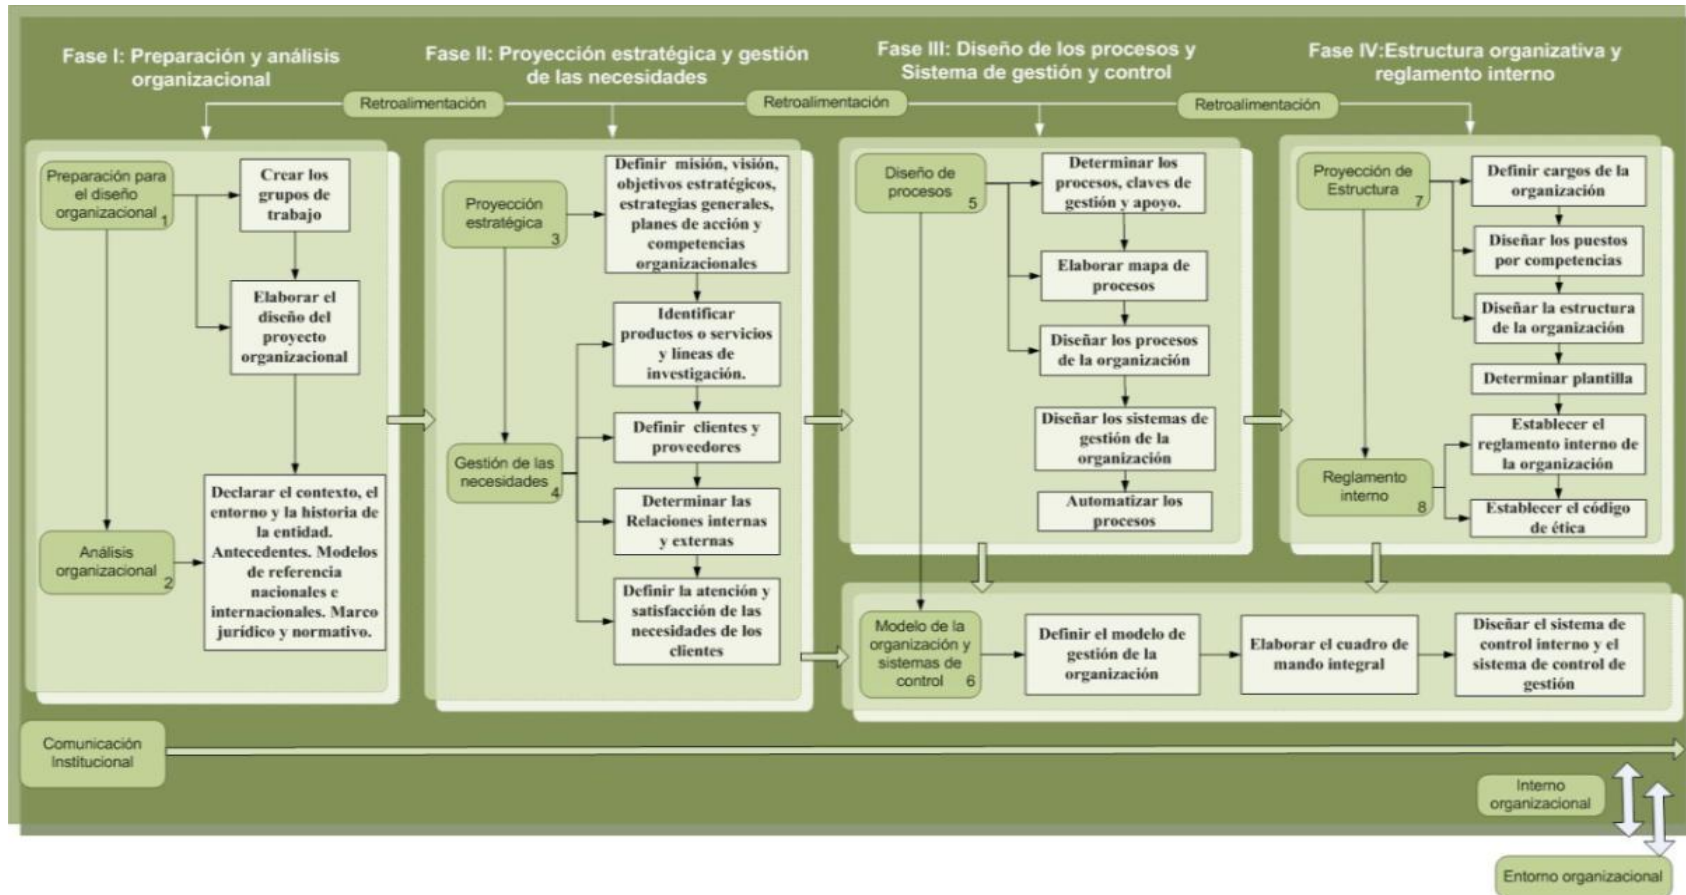 Fase I: Preparación y análisis
organizacional
Fase II: Proyección estratégica y gestión
de las necesidades
Fase III: Diseño de los procesos y
Sistema de gestión y control
Fase IV:Estructura organizativa y
reglamento interno
Retroalimentación
Retroalimentación
Retroalimentación
Preparación para
el diseño
organizacional
1
Crear los
grupos de
trabajo
Elaborar el
diseño del
proyecto
organizacional
Análisis
organizacional
2
Declarar el contexto, el
entorno y la historia de
la entidad.
Antecedentes. Modelos
de referencia
nacionales e
internacionales. Marco
jurídico y normativo.
Proyección
estratégica
3
Definir misión, visión,
objetivos estratégicos,
estrategias generales,
planes de acción y
competencias
organizacionales
Identificar
productos o servicios
y líneas de
investigación.
Gestión de las
necesidades
4
Definir clientes y
proveedores
Determinar las
Relaciones internas
y externas
Definir la atención y
satisfacción de las
necesidades de los
clientes
Diseño de
procesos
5
Determinar los
procesos, claves de
gestión y apoyo.
Elaborar mapa de
procesos
Diseñar los procesos
de la organización
Diseñar los sistemas de
gestión de la
organización
Automatizar los
procesos
Proyección de
Estructura
7
Definir cargos de la
organización
Diseñar los puestos
por competencias
Diseñar la estructura
de la organización
Determinar plantilla
Reglamento
interno
8
Establecer el
reglamento interno de
la organización
Establecer el código
de ética
Modelo de la
organización y
sistemas de
control
6
Definir el modelo de
gestión de la
organización
Elaborar el cuadro de
mando integral
Diseñar el sistema de
control interno y el
sistema de control de
gestión
Comunicación
Institucional
Interno
organizacional
Entorno organizacional